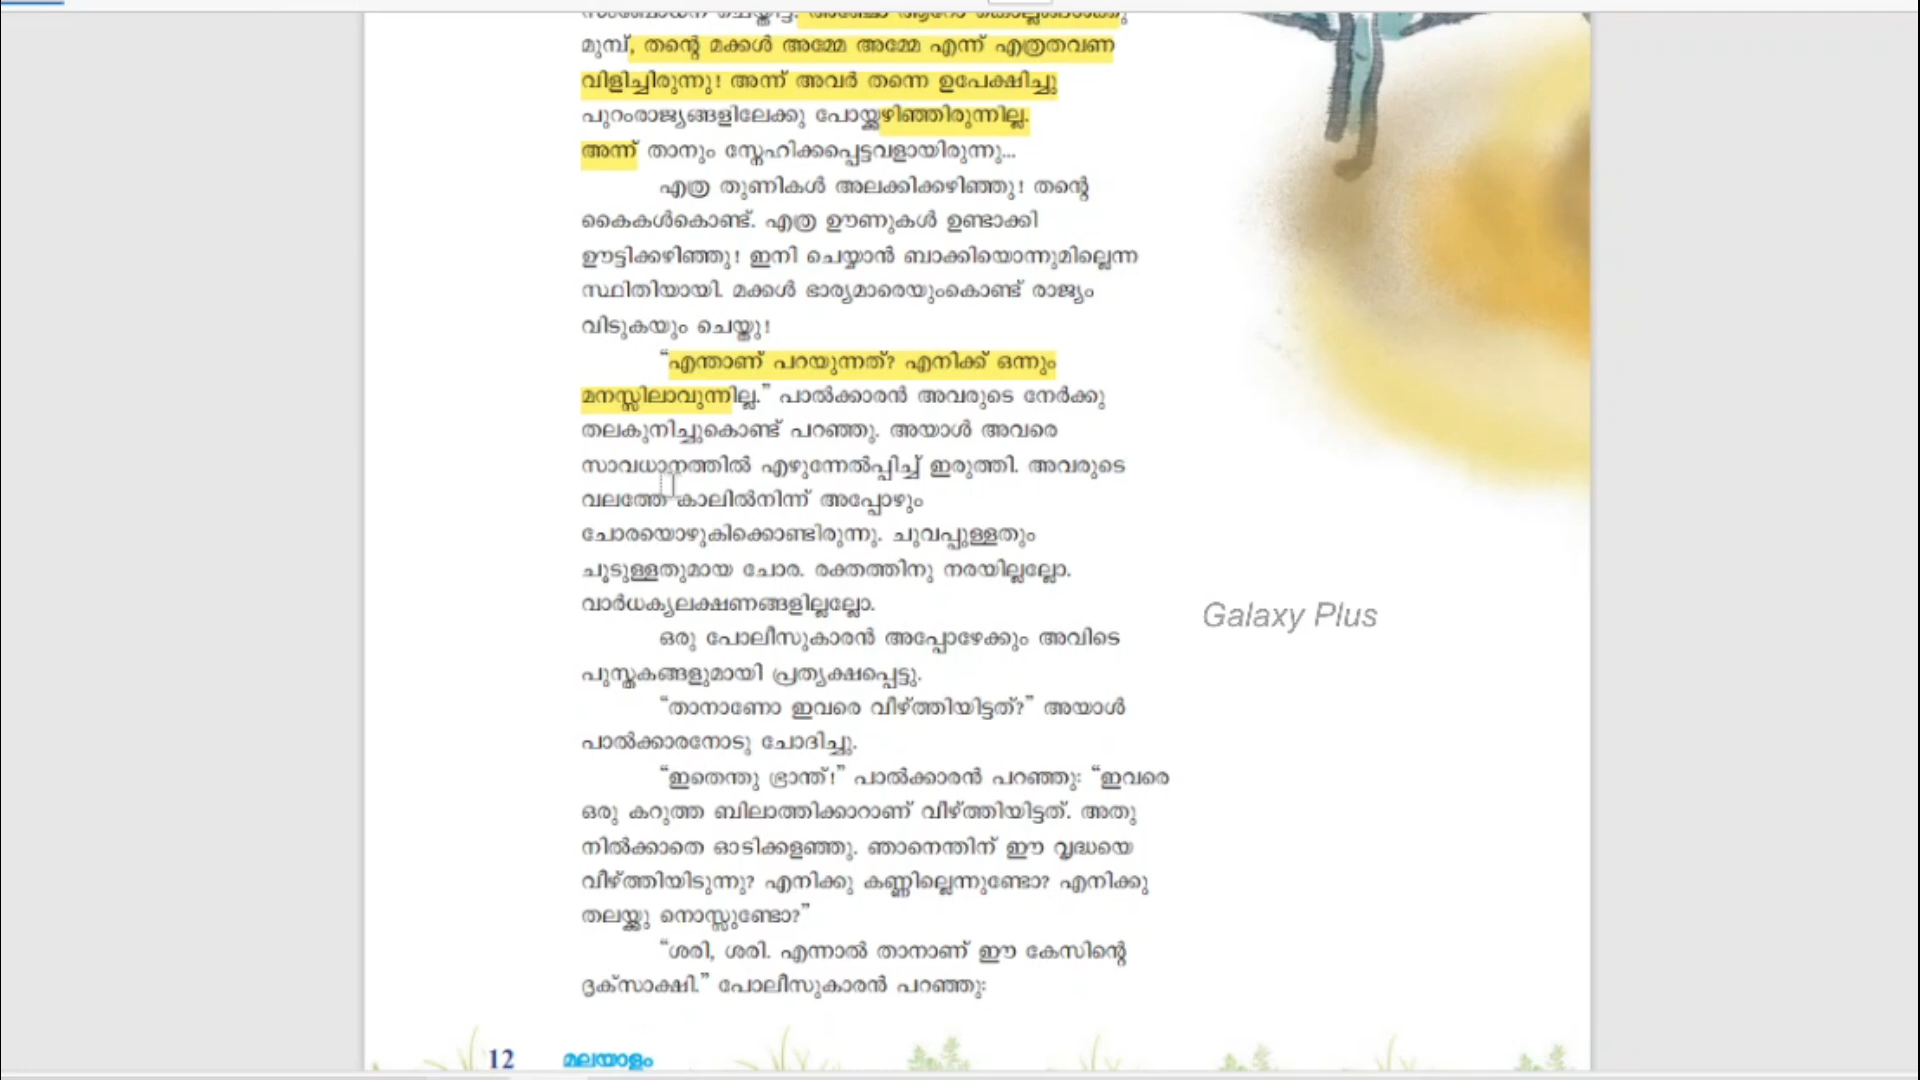 മുമ്പ്, തന്റെ മക്കൾ അമ്മേ അമ്മേ എന്ന് എത്രതവണ
വിളിച്ചിരുന്നു! അന്ന് അവർ തന്നെ ഉപേക്ഷിച്ചു
പുറംരാജ്യങ്ങളിലേക്കു പോയ്ക്കഴിഞ്ഞിരുന്നില്ല.
അന്ന് താനും സ്നേഹിക്കപ്പെട്ടവളായിരുന്നു...
എത്ര തുണികൾ അലക്കിക്കഴിഞ്ഞു! തന്റെ
കൈകൾകൊണ്ട്. എത്ര ഊണുകൾ ഉണ്ടാക്കി
ഊട്ടിക്കഴിഞ്ഞു! ഇനി ചെയ്യാൻ ബാക്കിയൊന്നുമില്ലെന്ന
സ്ഥിതിയായി. മക്കൾ ഭാര്യമാരെയുംകൊണ്ട് രാജ്യം
വിടുകയും ചെയ്തു!
“എന്താണ് പറയുന്നത്? എനിക്ക് ഒന്നും
മനസ്സിലാവുന്നില്ല.” പാൽക്കാരൻ അവരുടെ നേർക്കു
തലകുനിച്ചുകൊണ്ട് പറഞ്ഞു. അയാൾ അവരെ
സാവധാനത്തിൽ എഴുന്നേൽപ്പിച്ച് ഇരുത്തി. അവരുടെ
വലത്തേ കാലിൽനിന്ന് അപ്പോഴും
ചോരയൊഴുകിക്കൊണ്ടിരുന്നു. ചുവപ്പുള്ളതും
ചൂടുള്ളതുമായ ചോര. രക്തത്തിനു നരയില്ലല്ലോ.
വാർധക്യലക്ഷണങ്ങളില്ലല്ലോ.
Galaxy Plus
ഒരു പോലീസുകാരൻ അപ്പോഴേക്കും അവിടെ
പുസ്തകങ്ങളുമായി പ്രത്യക്ഷപ്പെട്ടു.
“താനാണോ ഇവരെ വീഴ്ത്തിയിട്ടത്?” അയാൾ
പാൽക്കാരനോടു ചോദിച്ചു.
“ഇതെന്തു ഭ്രാന്ത്!” പാൽക്കാരൻ പറഞ്ഞു: “ഇവരെ
ഒരു കറുത്ത ബിലാത്തിക്കാറാണ് വീഴ്ത്തിയിട്ടത്. അതു
നിൽക്കാതെ ഓടിക്കളഞ്ഞു. ഞാനെന്തിന് ഈ വൃദ്ധയെ
വീഴ്ത്തിയിടുന്നു? എനിക്കു കണ്ണില്ലെന്നുണ്ടോ? എനിക്കു
തലയ്ക്കു നൊസ്സുണ്ടോ?”
“ശരി, ശരി. എന്നാൽ താനാണ് ഈ കേസിന്റെ
ദൃക്സാക്ഷി.” പോലീസുകാരൻ പറഞ്ഞു:
12 മലയാളം